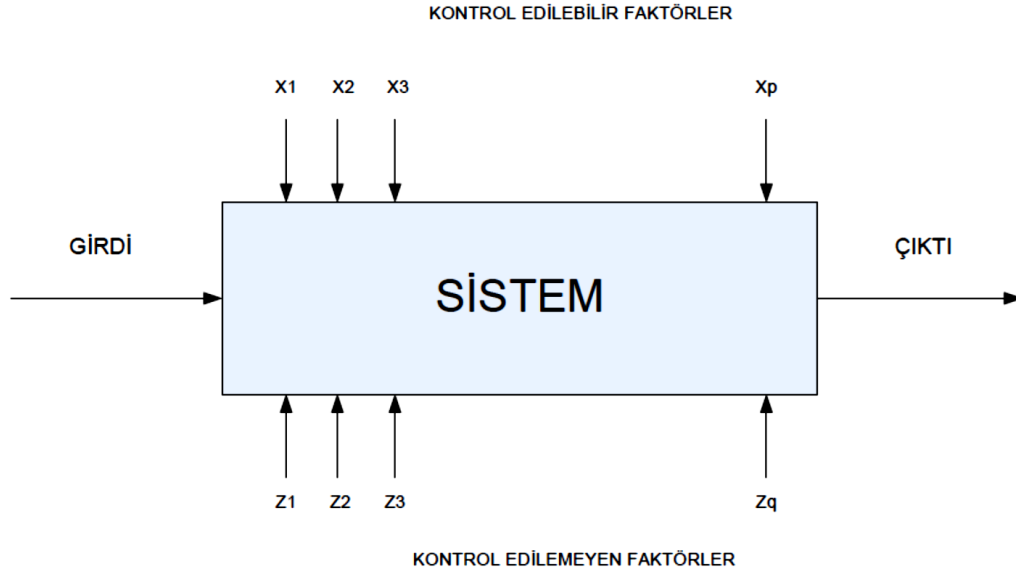 KONTROL EDİLEBİLİR FAKTÖRLER
X1 X2 X3 Xp
GİRDİ SİSTEM ÇIKTI
Z1 Z2 Z3 Zq
KONTROL EDİLEMEYEN FAKTÖRLER